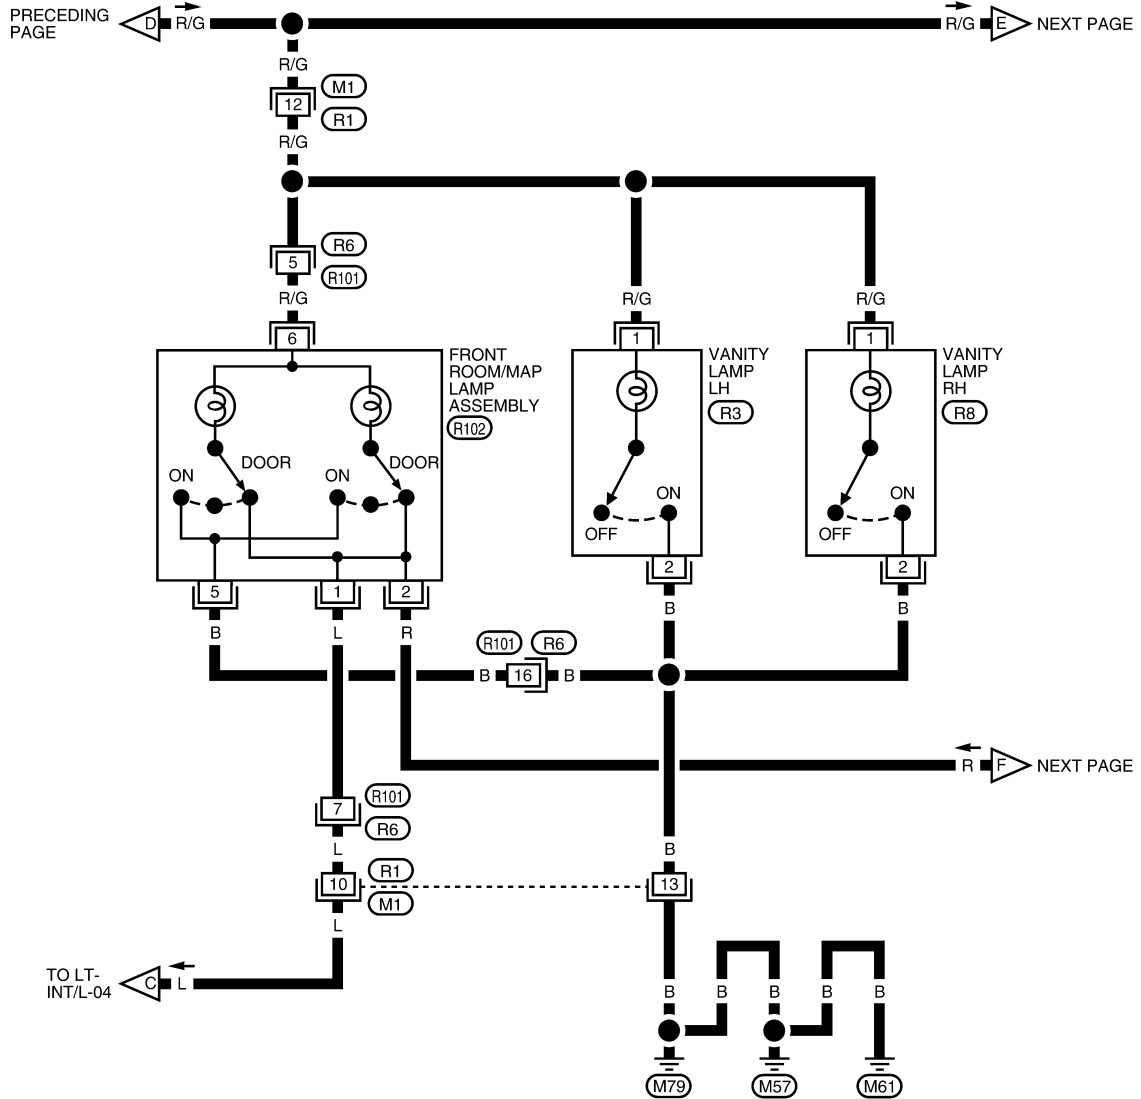 PRECEDING
PAGE
D
R/G
R/G
E
NEXT PAGE
R/G
12
M1
R1
R/G
5
R6
R101
R/G
R/G
R/G
6
1
1
FRONT
ROOM/MAP
LAMP
ASSEMBLY
R102
VANITY
LAMP
LH
R3
VANITY
LAMP
RH
R8
ON
DOOR
ON
DOOR
ON
OFF
ON
OFF
5
1
2
2
2
B
L
R
B
B
R101
R6
B
16
B
R
F
NEXT PAGE
7
R101
R6
L
B
10
R1
M1
13
L
TO LT-
INT/L-04
C
L
B
B
B
B
B
M79
M57
M61